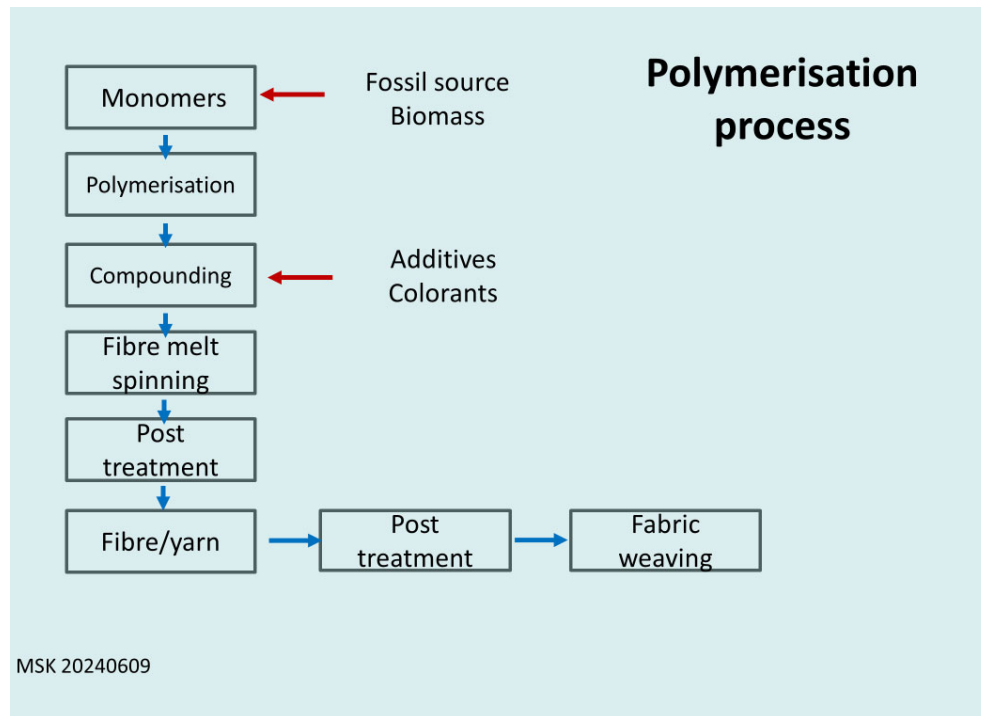 Polymerisation
process
Monomers
Fossil source
Biomass
Polymerisation
Compounding
Additives
Colorants
Fibre melt
spinning
Post
treatment
Fibre/yarn
Post
treatment
Fabric
weaving
MSK 20240609